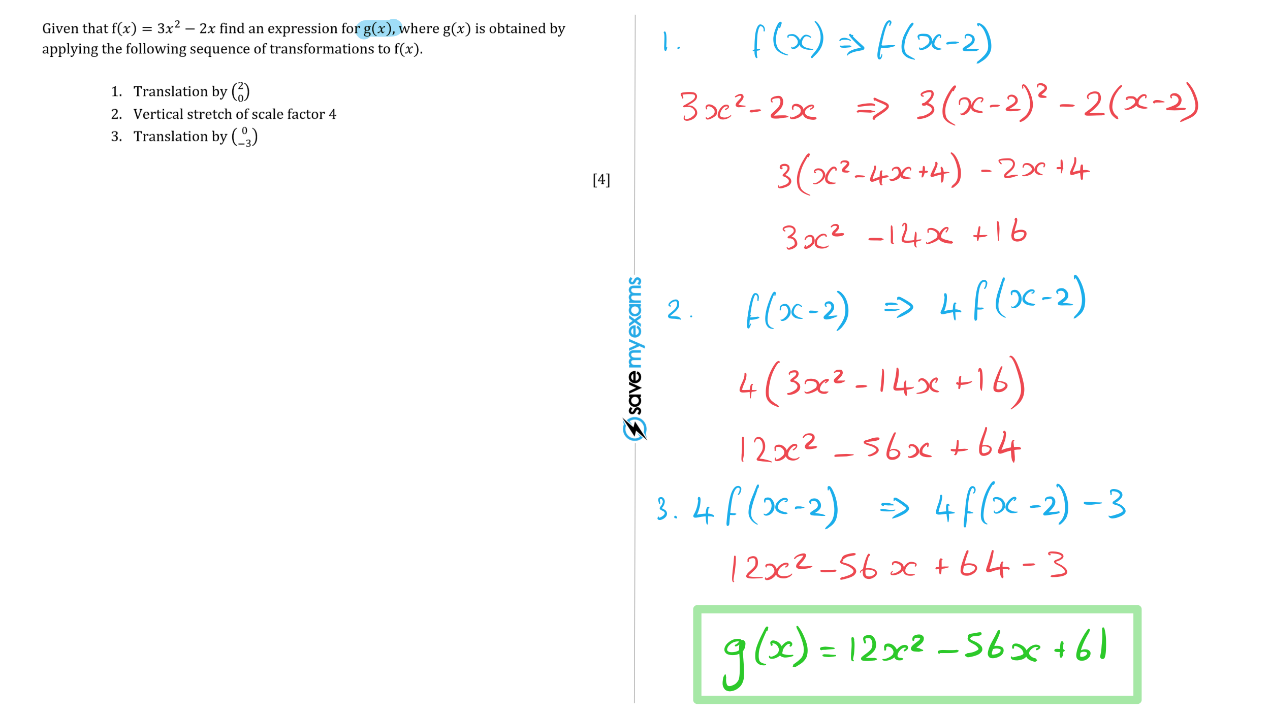 Given that f(x) = 3x² − 2x find an expression for g(x), where g(x) is obtained by
applying the following sequence of transformations to f(x).
1. Translation by (2 0)
2. Vertical stretch of scale factor 4
3. Translation by (0 −3)
[4]
savemyexams
1. f(x) ⇒ f(x−2)
3x² − 2x ⇒ 3(x−2)² − 2(x−2)
3(x² − 4x + 4) − 2x + 4
3x² − 14x + 16
2. f(x−2) ⇒ 4f(x−2)
4(3x² − 14x + 16)
12x² − 56x + 64
3. 4f(x−2) ⇒ 4f(x−2) − 3
12x² − 56x + 64 − 3
g(x) = 12x² − 56x + 61